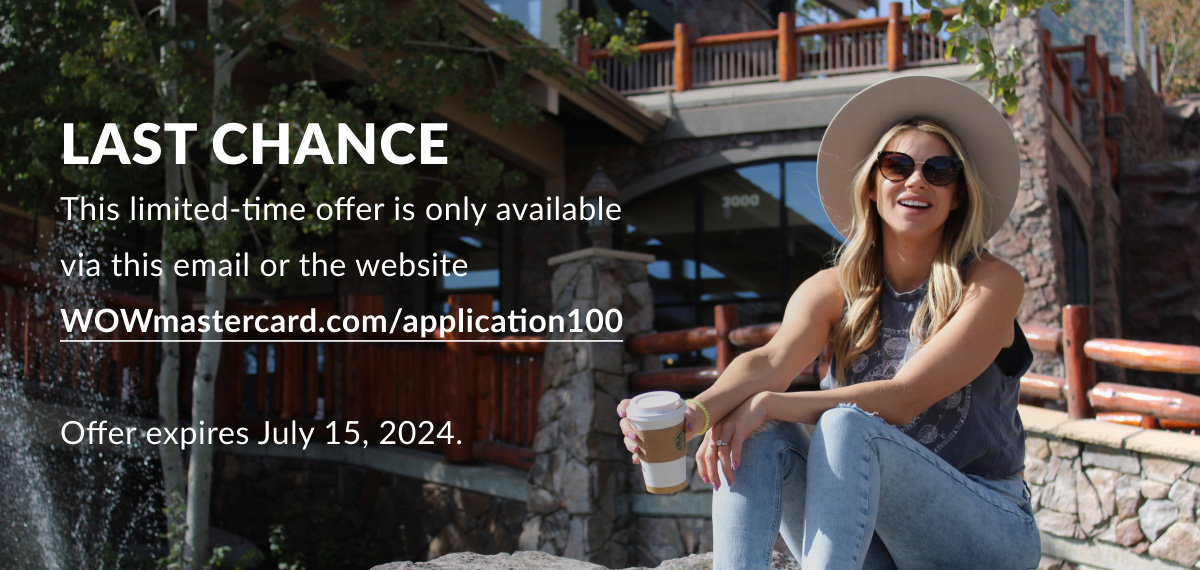 LAST CHANCE
This limited-time offer is only available
via this email or the website
WOWmastercard.com/application100
Offer expires July 15, 2024.
3000